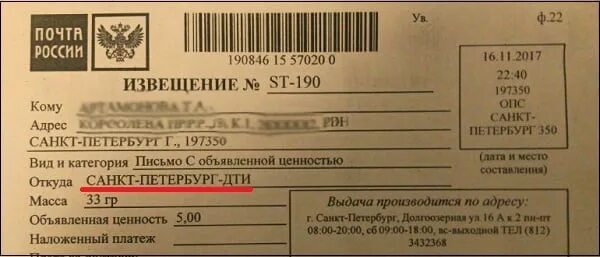 ПОЧТА РОССИИ
Ув.
ф.22
190846 15 57020 0
ИЗВЕЩЕНИЕ № ST-190
16.11.2017
22:40
197350
ОПС
САНКТ-
ПЕТЕРБУРГ 350
(дата и место
составления)
Кому
Адрес
САНКТ-ПЕТЕРБУРГ Г., 197350
Вид и категория Письмо С объявленной ценностью
Откуда САНКТ-ПЕТЕРБУРГ-ДТИ
Масса 33 гр
Объявленная ценность 5,00
Наложенный платеж
Выдача производится по адресу:
г. Санкт-Петербург, Долгоозерная ул 16 А к 2 пн-пт
08:00-20:00, сб 09:00-18:00, вс-выходной ТЕЛ (812)
3432368